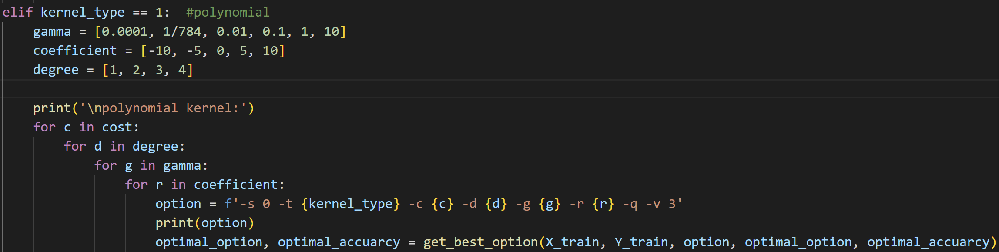 elif kernel_type == 1:  #polynomial
    gamma = [0.0001, 1/784, 0.01, 0.1, 1, 10]
    coefficient = [-10, -5, 0, 5, 10]
    degree = [1, 2, 3, 4]

    print('\npolynomial kernel:')
    for c in cost:
        for d in degree:
            for g in gamma:
                for r in coefficient:
                    option = f'-s 0 -t {kernel_type} -c {c} -d {d} -g {g} -r {r} -q -v 3'
                    print(option)
                    optimal_option, optimal_accuarcy = get_best_option(X_train, Y_train, option, optimal_option, optimal_accuarcy)